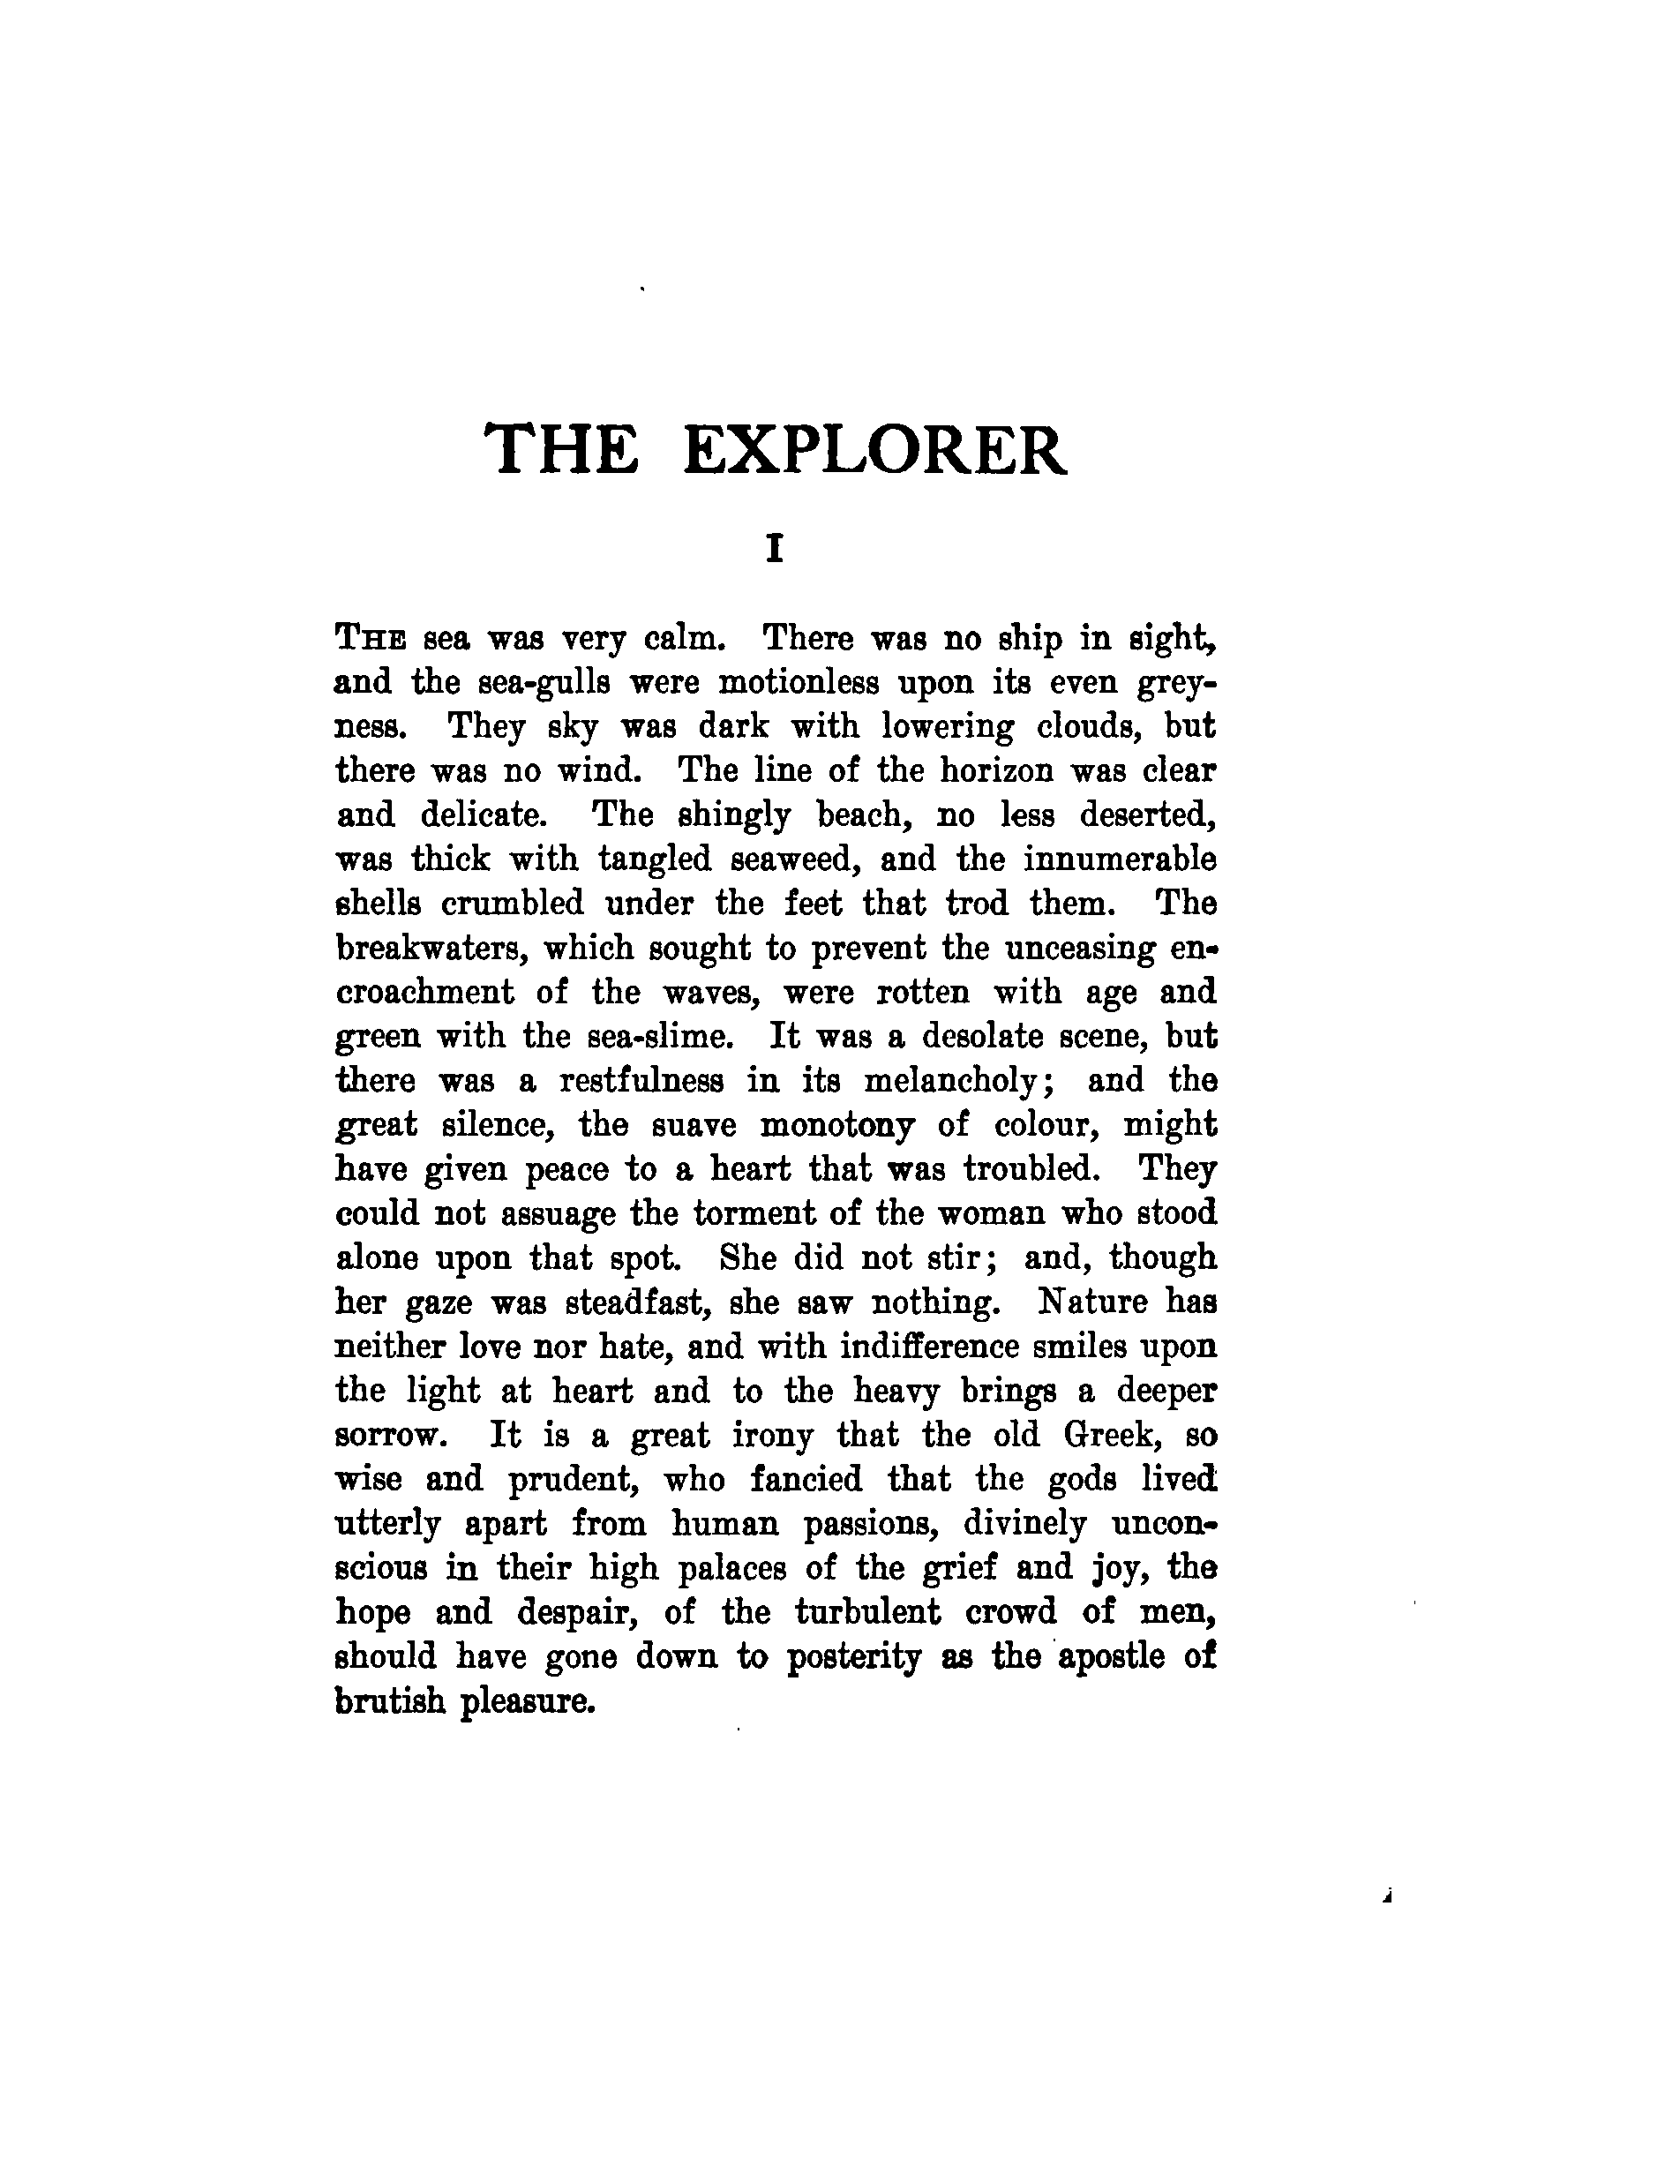 THE EXPLORER
I
THE sea was very calm. There was no ship in sight,
and the sea-gulls were motionless upon its even grey-
ness. They sky was dark with lowering clouds, but
there was no wind. The line of the horizon was clear
and delicate. The shingly beach, no less deserted,
was thick with tangled seaweed, and the innumerable
shells crumbled under the feet that trod them. The
breakwaters, which sought to prevent the unceasing en-
croachment of the waves, were rotten with age and
green with the sea-slime. It was a desolate scene, but
there was a restfulness in its melancholy; and the
great silence, the suave monotony of colour, might
have given peace to a heart that was troubled. They
could not assuage the torment of the woman who stood
alone upon that spot. She did not stir; and, though
her gaze was steadfast, she saw nothing. Nature has
neither love nor hate, and with indifference smiles upon
the light at heart and to the heavy brings a deeper
sorrow. It is a great irony that the old Greek, so
wise and prudent, who fancied that the gods lived
utterly apart from human passions, divinely uncon-
scious in their high palaces of the grief and joy, the
hope and despair, of the turbulent crowd of men,
should have gone down to posterity as the apostle of
brutish pleasure.